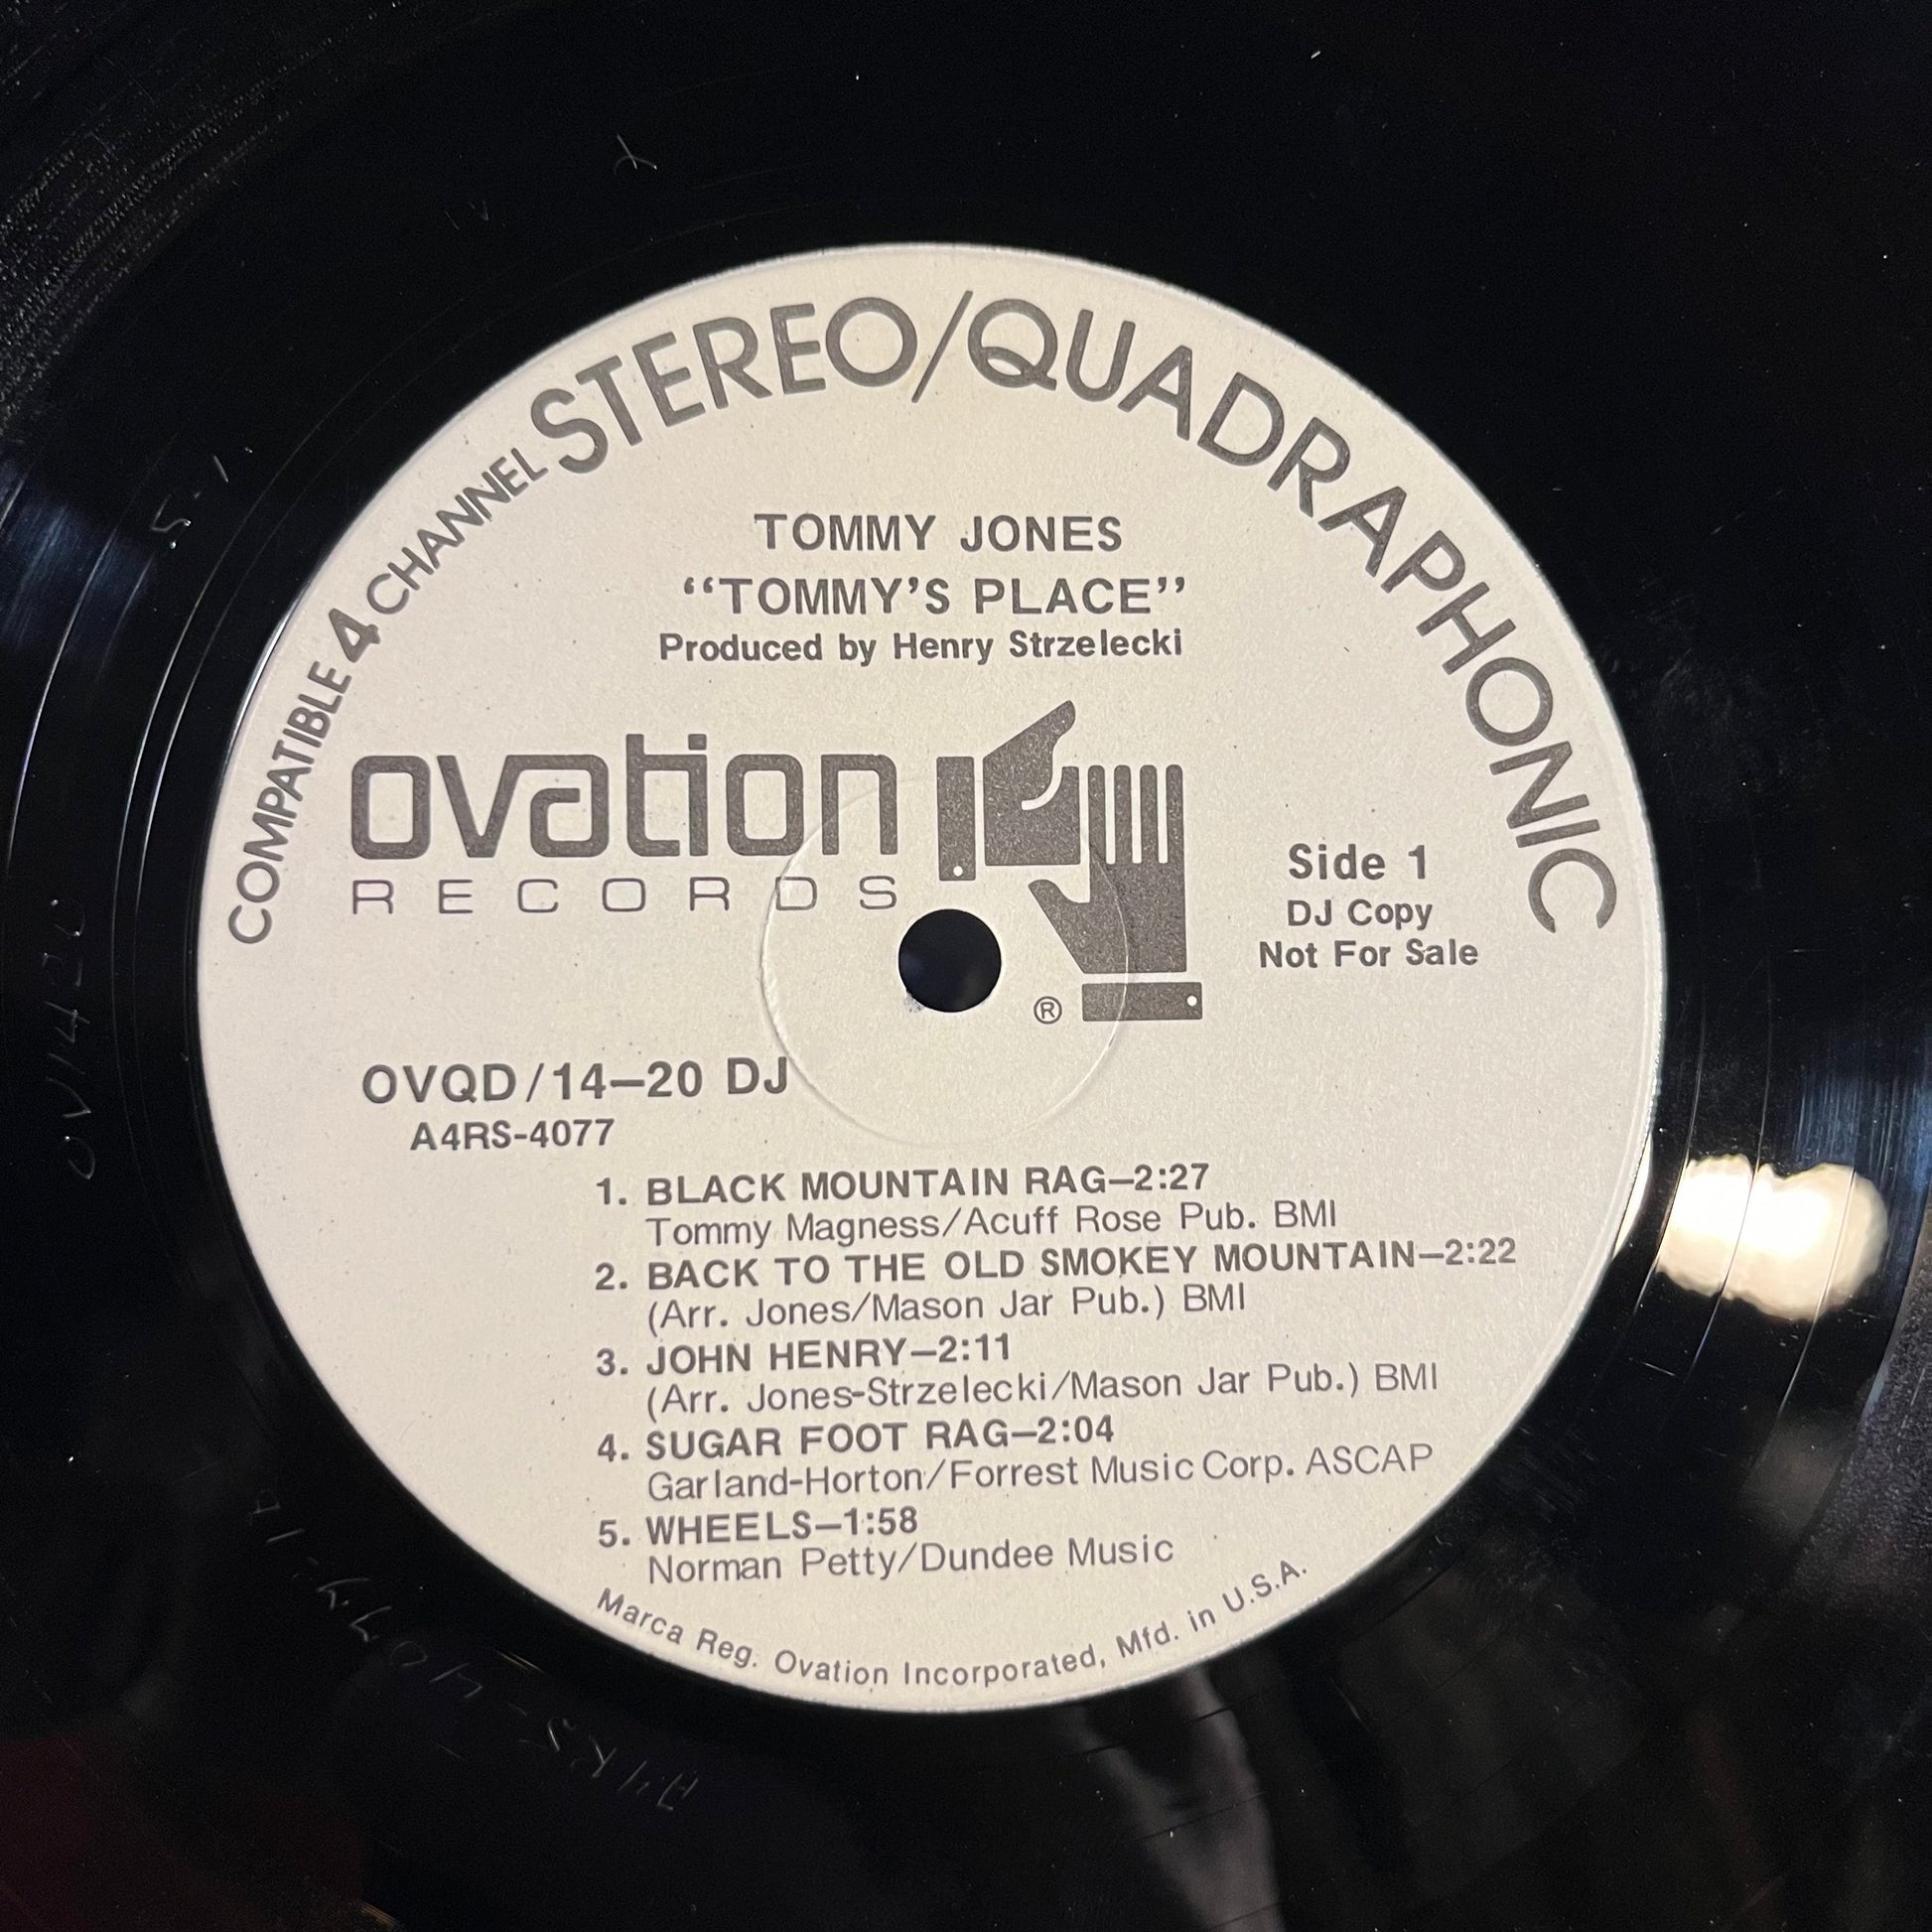 COMPATIBLE 4 CHANNEL STEREO/QUADRAPHONIC
TOMMY JONES
“TOMMY’S PLACE”
Produced by Henry Strzelecki
ovation
RECORDS
®
Side 1
DJ Copy
Not For Sale
OVQD/14–20 DJ
A4RS-4077
1. BLACK MOUNTAIN RAG–2:27
Tommy Magness/Acuff Rose Pub. BMI
2. BACK TO THE OLD SMOKEY MOUNTAIN–2:22
(Arr. Jones/Mason Jar Pub.) BMI
3. JOHN HENRY–2:11
(Arr. Jones-Strzelecki/Mason Jar Pub.) BMI
4. SUGAR FOOT RAG–2:04
Garland-Horton/Forrest Music Corp. ASCAP
5. WHEELS–1:58
Norman Petty/Dundee Music
Marca Reg. Ovation Incorporated, Mfd. in U.S.A.
S-1